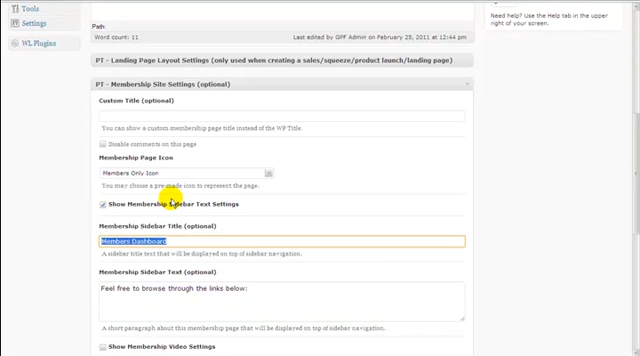 Tools
Settings
WL Plugins
Need help? Use the Help tab in the upper
right of your screen.
Path:
Word count: 11
Last edited by GPF Admin on February 25, 2011 at 12:44 pm
PT - Landing Page Layout Settings (only used when creating a sales/squeeze/product launch/landing page)
PT - Membership Site Settings (optional)
Custom Title (optional)
You can show a custom membership page title instead of the WP Title.
Disable comments on this page
Membership Page Icon
Members Only Icon
You may choose a pre-made icon to represent the page.
Show Membership Sidebar Text Settings
Membership Sidebar Title (optional)
Members Dashboard
A sidebar title text that will be displayed on top of sidebar navigation.
Membership Sidebar Text (optional)
Feel free to browse through the links below:
A short paragraph about this membership page that will be displayed on top of sidebar navigation.
Show Membership Video Settings